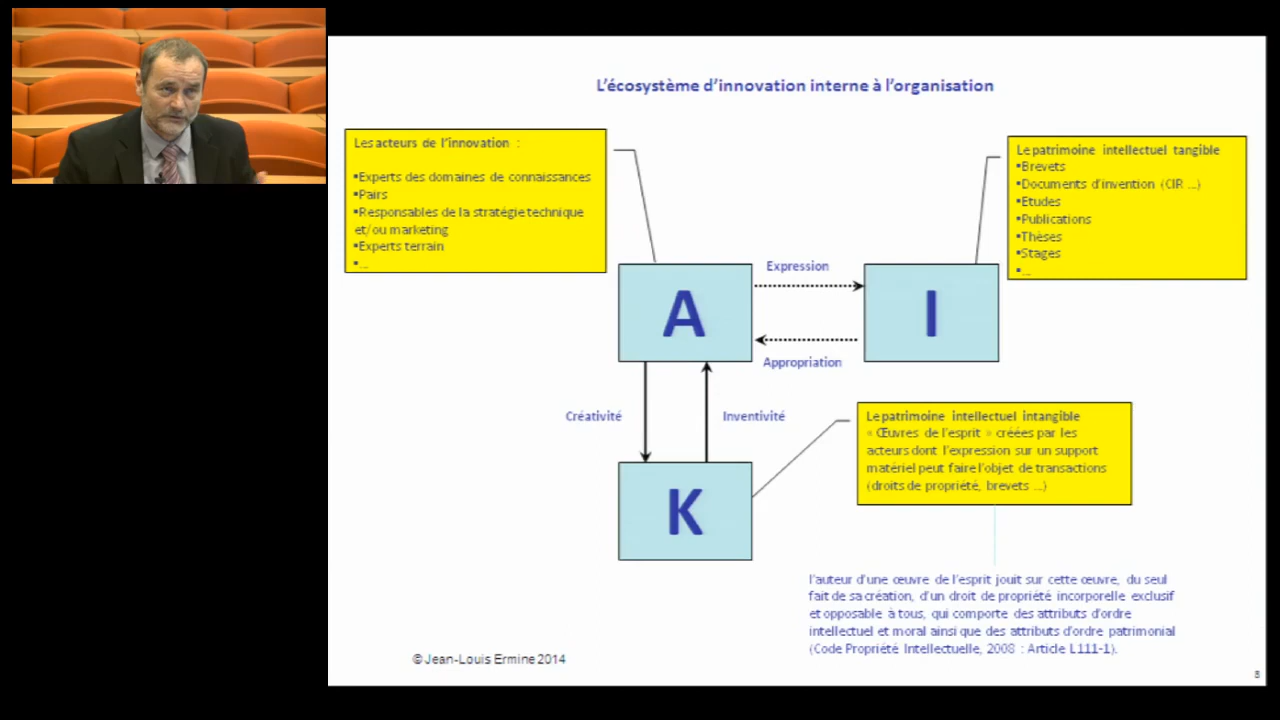 L'écosystème d'innovation interne à l'organisation
Les acteurs de l'innovation :
▪Experts des domaines de connaissances
▪Pairs
▪Responsables de la stratégie technique
et/ou marketing
▪Experts terrain
▪...
Le patrimoine intellectuel tangible
▪Brevets
▪Documents d'invention (CIR ...)
▪Etudes
▪Publications
▪Thèses
▪Stages
▪...
Expression
A
I
Appropriation
Créativité
Inventivité
Le patrimoine intellectuel intangible
« Œuvres de l'esprit » créées par les
acteurs dont l'expression sur un support
matériel peut faire l'objet de transactions
(droits de propriété, brevets ...)
K
l'auteur d'une œuvre de l'esprit jouit sur cette œuvre, du seul
fait de sa création, d'un droit de propriété incorporelle exclusif
et opposable à tous, qui comporte des attributs d'ordre
intellectuel et moral ainsi que des attributs d'ordre patrimonial
(Code Propriété Intellectuelle, 2008 : Article L111-1).
© Jean-Louis Ermine 2014
8